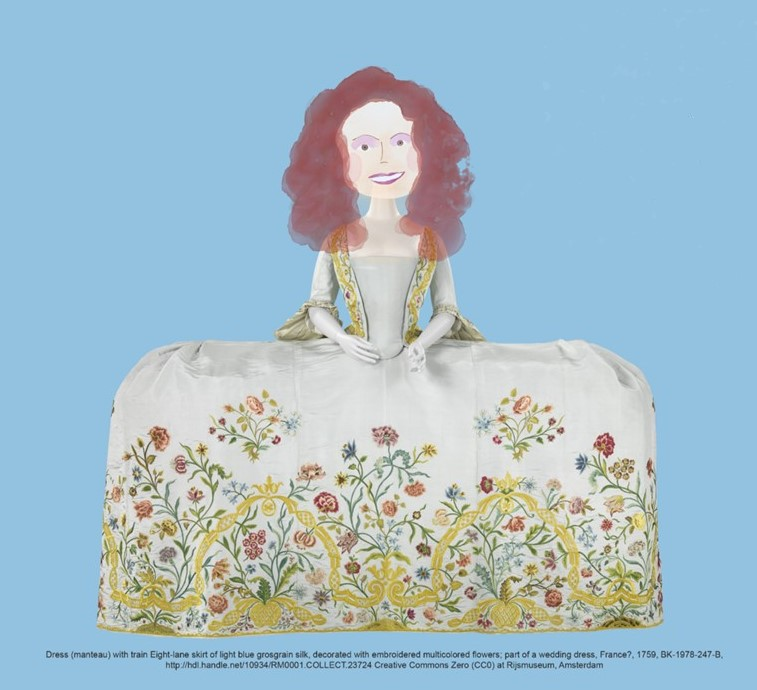 Dress (manteau) with train Eight-lane skirt of light blue grosgrain silk, decorated with embroidered multicolored flowers; part of a wedding dress, France?, 1759, BK-1978-247-B,
http://hdl.handle.net/10934/RM0001.COLLECT.23724 Creative Commons Zero (CC0) at Rijsmuseum, Amsterdam